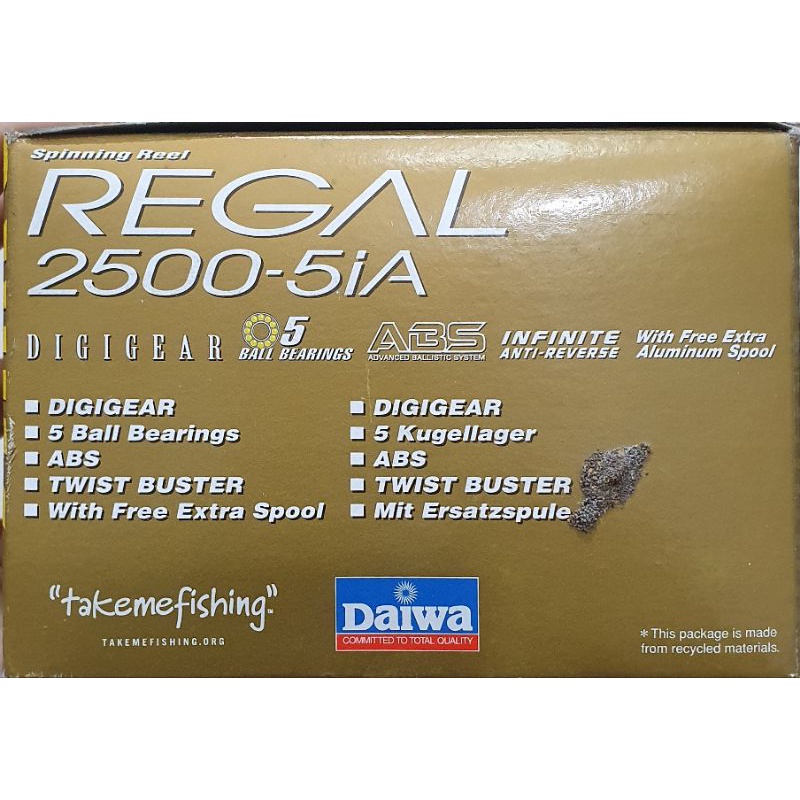 Spinning Reel
REGAL
2500-5iA
DIGIGEAR
5
BALL BEARINGS
ABS
ADVANCED BALLISTIC SYSTEM
INFINITE
ANTI-REVERSE
With Free Extra
Aluminum Spool
■ DIGIGEAR
■ 5 Ball Bearings
■ ABS
■ TWIST BUSTER
■ With Free Extra Spool
■ DIGIGEAR
■ 5 Kugellager
■ ABS
■ TWIST BUSTER
■ Mit Ersatzspule
"takemefishing"™
TAKEMEFISHING.ORG
Daiwa
COMMITTED TO TOTAL QUALITY
*This package is made
from recycled materials.